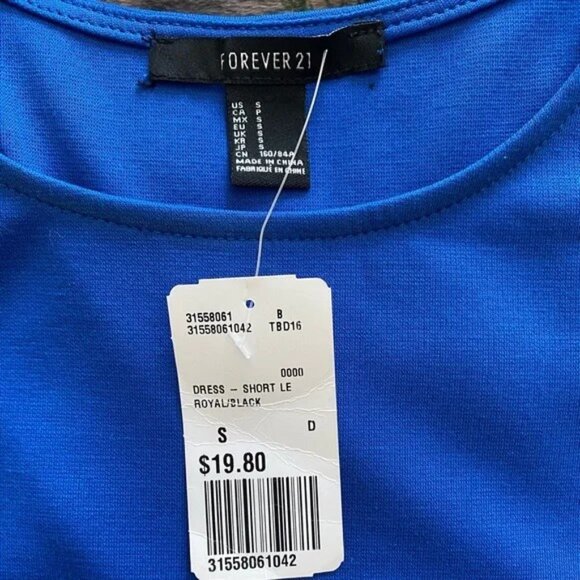 FOREVER 21
US S
CA P
MX S
EU S
UK S
KR S
JP S
CN 160/84A
MADE IN CHINA
FABRIQUÉ EN CHINE
31558061 B
31558061042 TBD16
0000
DRESS – SHORT LE
ROYAL/BLACK
S D
$19.80
31558061042